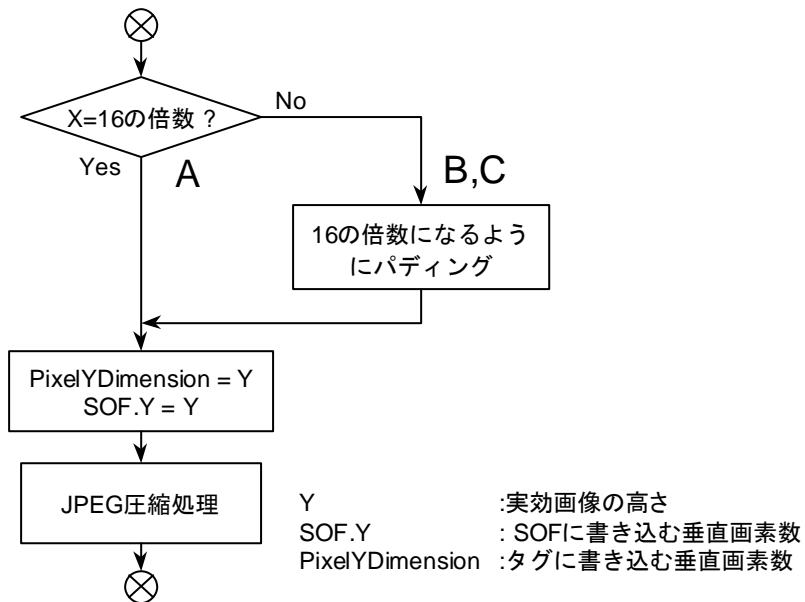 X=16の倍数 ?
No
Yes
A
B,C
16の倍数になるよう
にパディング
PixelYDimension = Y
SOF.Y = Y
JPEG圧縮処理
Y :実効画像の高さ
SOF.Y : SOFに書き込む垂直画素数
PixelYDimension :タグに書き込む垂直画素数